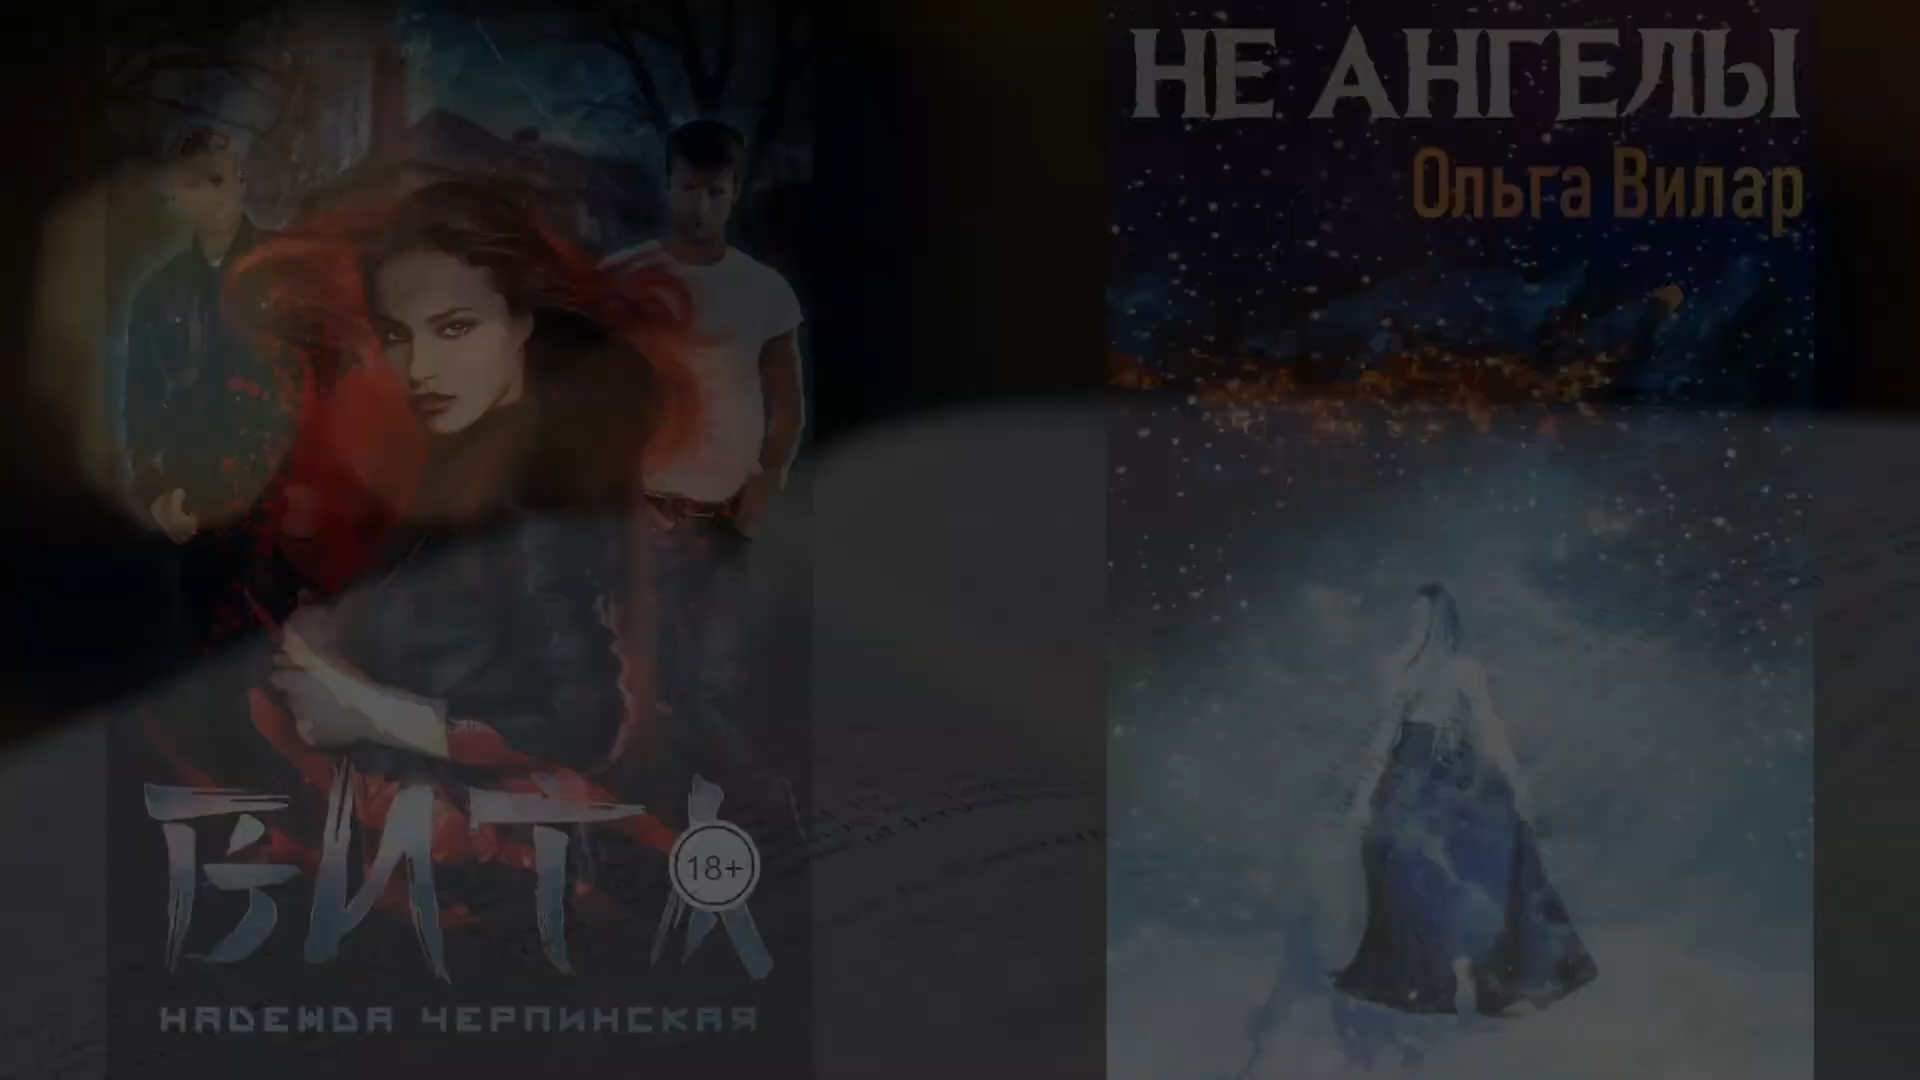 БИТА
18+
НАДЕЖДА ЧЕРПИНСКАЯ
НЕ АНГЕЛЫ
Ольга Вилар